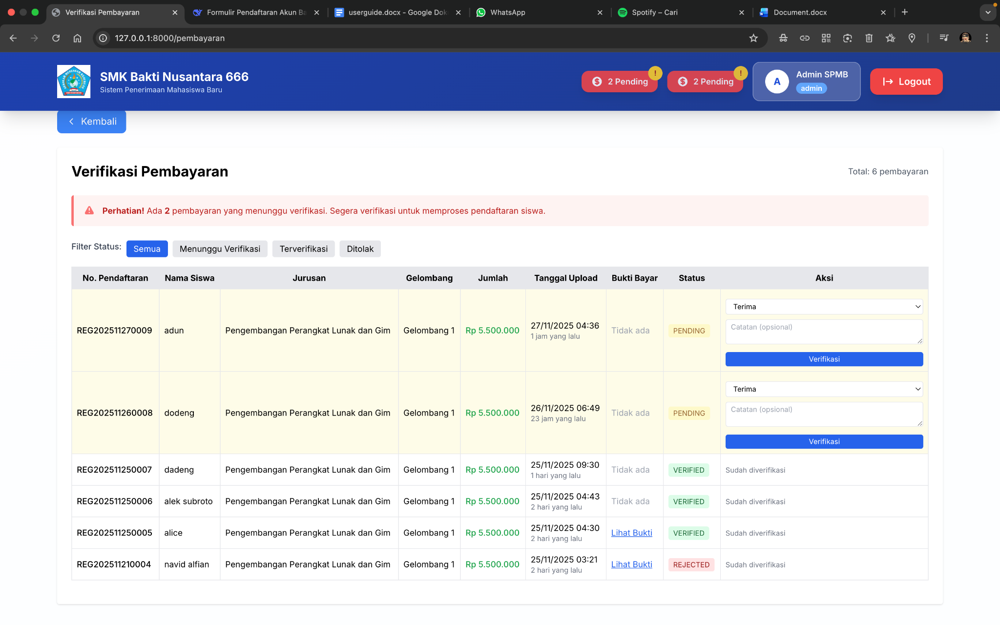 Verifikasi Pembayaran
Formulir Pendaftaran Akun Ba
userguide.docx - Google Dok
WhatsApp
Spotify – Cari
Document.docx
127.0.0.1:8000/pembayaran
SMK Bakti Nusantara 666
Sistem Penerimaan Mahasiswa Baru
2 Pending
!
2 Pending
!
A
Admin SPMB
admin
Logout
Kembali
Verifikasi Pembayaran
Total: 6 pembayaran
Perhatian! Ada 2 pembayaran yang menunggu verifikasi. Segera verifikasi untuk memproses pendaftaran siswa.
Filter Status: Semua Menunggu Verifikasi Terverifikasi Ditolak
No. Pendaftaran Nama Siswa Jurusan Gelombang Jumlah Tanggal Upload Bukti Bayar Status Aksi
REG202511270009 adun Pengembangan Perangkat Lunak dan Gim Gelombang 1 Rp 5.500.000 27/11/2025 04:36 Tidak ada PENDING
1 jam yang lalu
Terima
Catatan (opsional)
Verifikasi
REG202511260008 dodeng Pengembangan Perangkat Lunak dan Gim Gelombang 1 Rp 5.500.000 26/11/2025 06:49 Tidak ada PENDING
23 jam yang lalu
Terima
Catatan (opsional)
Verifikasi
REG202511250007 dadeng Pengembangan Perangkat Lunak dan Gim Gelombang 1 Rp 5.500.000 25/11/2025 09:30 Tidak ada VERIFIED Sudah diverifikasi
1 hari yang lalu
REG202511250006 alek subroto Pengembangan Perangkat Lunak dan Gim Gelombang 1 Rp 5.500.000 25/11/2025 04:43 Tidak ada VERIFIED Sudah diverifikasi
2 hari yang lalu
REG202511250005 alice Pengembangan Perangkat Lunak dan Gim Gelombang 1 Rp 5.500.000 25/11/2025 04:30 Lihat Bukti VERIFIED Sudah diverifikasi
2 hari yang lalu
REG202511210004 navid alfian Pengembangan Perangkat Lunak dan Gim Gelombang 1 Rp 5.500.000 25/11/2025 03:21 Lihat Bukti REJECTED Sudah diverifikasi
2 hari yang lalu